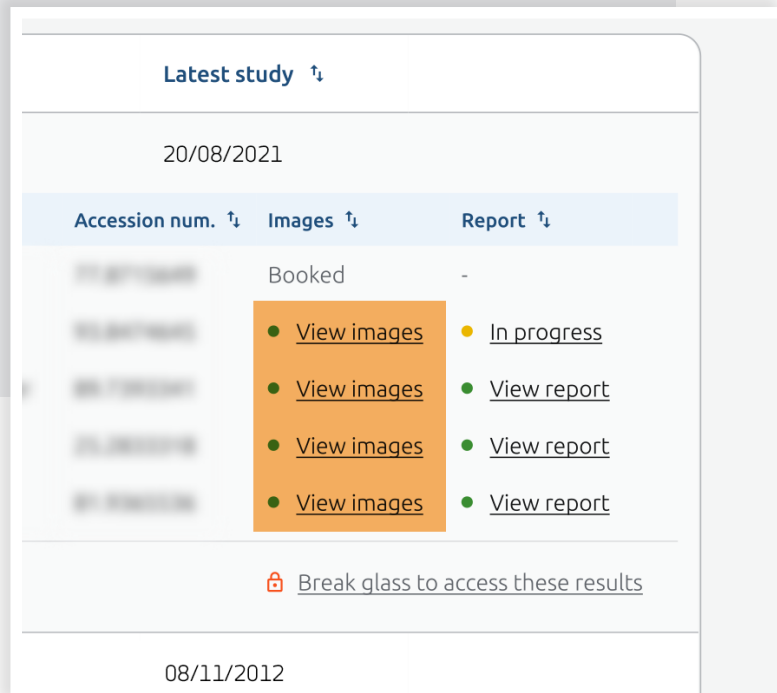 Latest study
20/08/2021
Accession num. Images Report
Booked -
View images In progress
View images View report
View images View report
View images View report
Break glass to access these results
08/11/2012